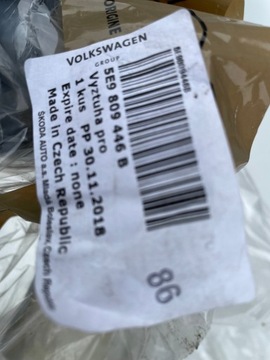 VOLKSWAGEN
GROUP
5E9 809 446 B
Vyztuha pro
1 kus PP 30.11.2018
Expire date : none
Made in Czech Republic
ŠKODA AUTO a.s. Mladá Boleslav, Czech Republic
86